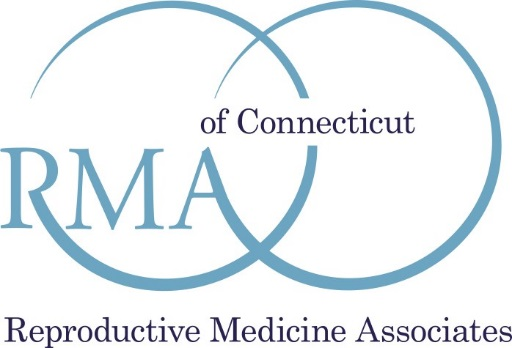 of Connecticut
RMA
Reproductive Medicine Associates